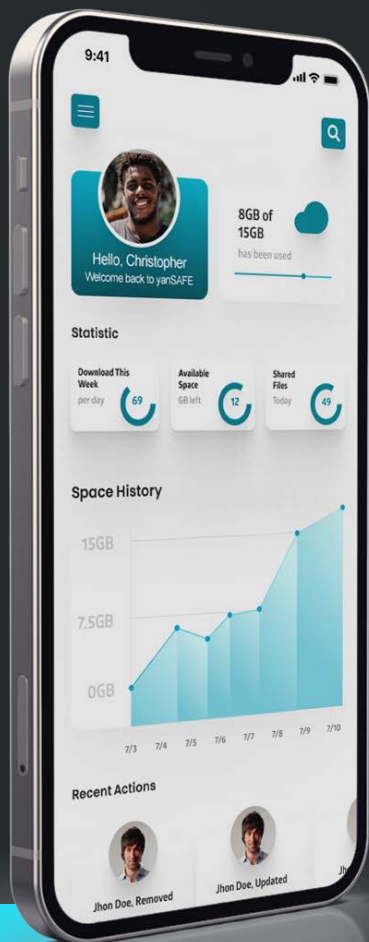 9:41
8GB of
15GB
has been used
Hello, Christopher
Welcome back to yanSAFE
Statistic
Download This
Week
per day
69
Available
Space
GB left
12
Shared
Files
Today
49
Space History
15GB
7.5GB
0GB
7/3
7/4
7/5
7/6
7/7
7/8
7/9
7/10
Recent Actions
Jhon Doe, Removed
Jhon Doe, Updated
Jh